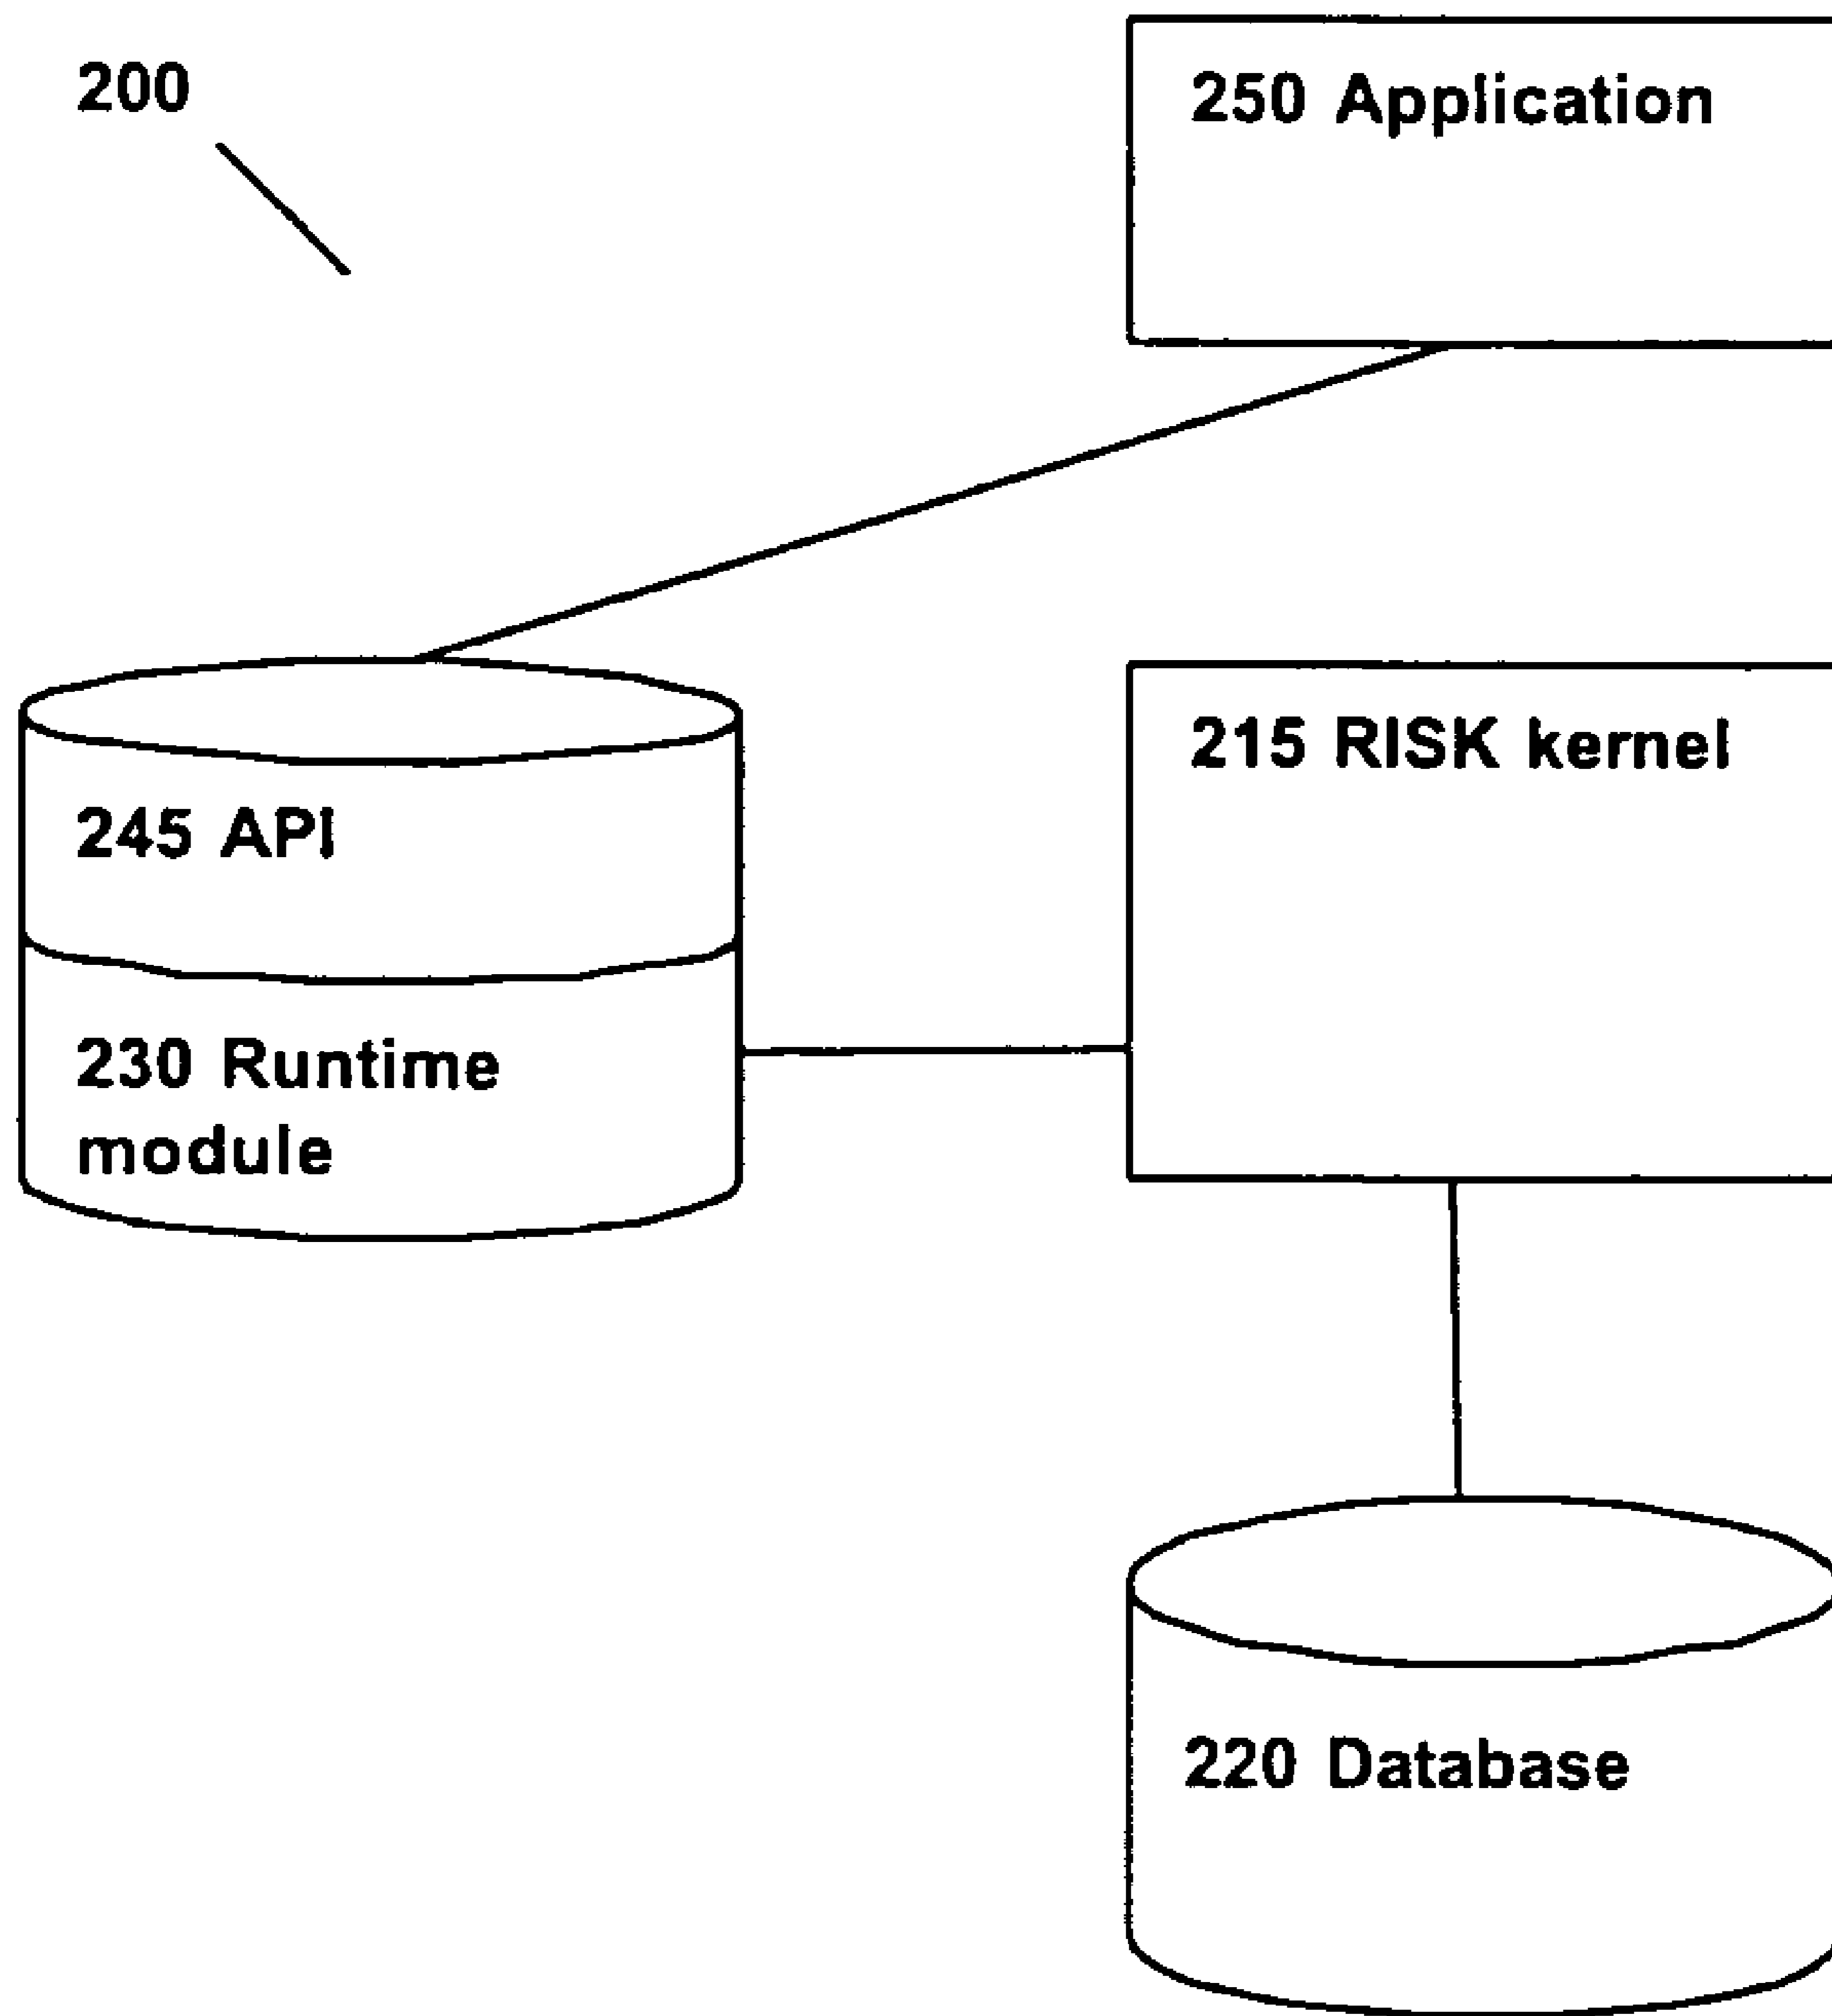 200
250 Application
245 API
215 RISK kernel
230 Runtime
module
220 Database